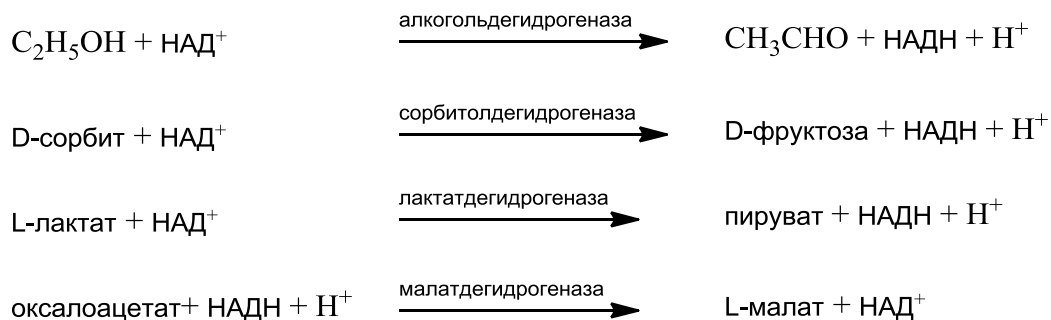 алкогольдегидрогеназа
C₂H₅OH + НАД⁺ CH₃CHO + НАДН + H⁺
сорбитолдегидрогеназа
D-сорбит + НАД⁺ D-фруктоза + НАДН + H⁺
лактатдегидрогеназа
L-лактат + НАД⁺ пируват + НАДН + H⁺
малатдегидрогеназа
оксалоацетат+ НАДН + H⁺ L-малат + НАД⁺